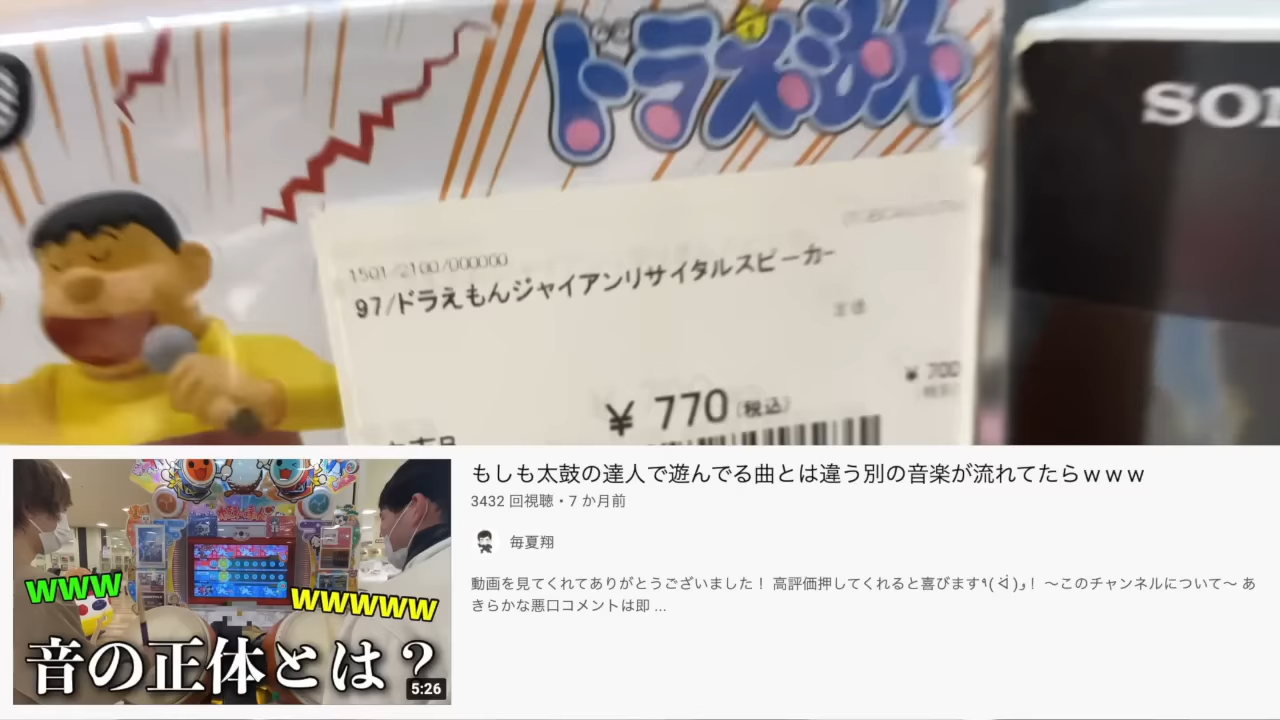 ドラえもん
SON
1501/2100/000000
97/ドラえもんジャイアンリサイタルスピーカー
定価
¥ 700
¥ 770(税込)
もしも太鼓の達人で遊んでる曲とは違う別の音楽が流れてたらｗｗｗ
3432 回視聴・7 か月前
毎夏翔
動画を見てくれてありがとうございました！ 高評価押してくれると喜びます٩( ᐛ )و！ 〜このチャンネルについて〜 あ
きらかな悪口コメントは即 ...
www
wwwww
音の正体とは？
5:26